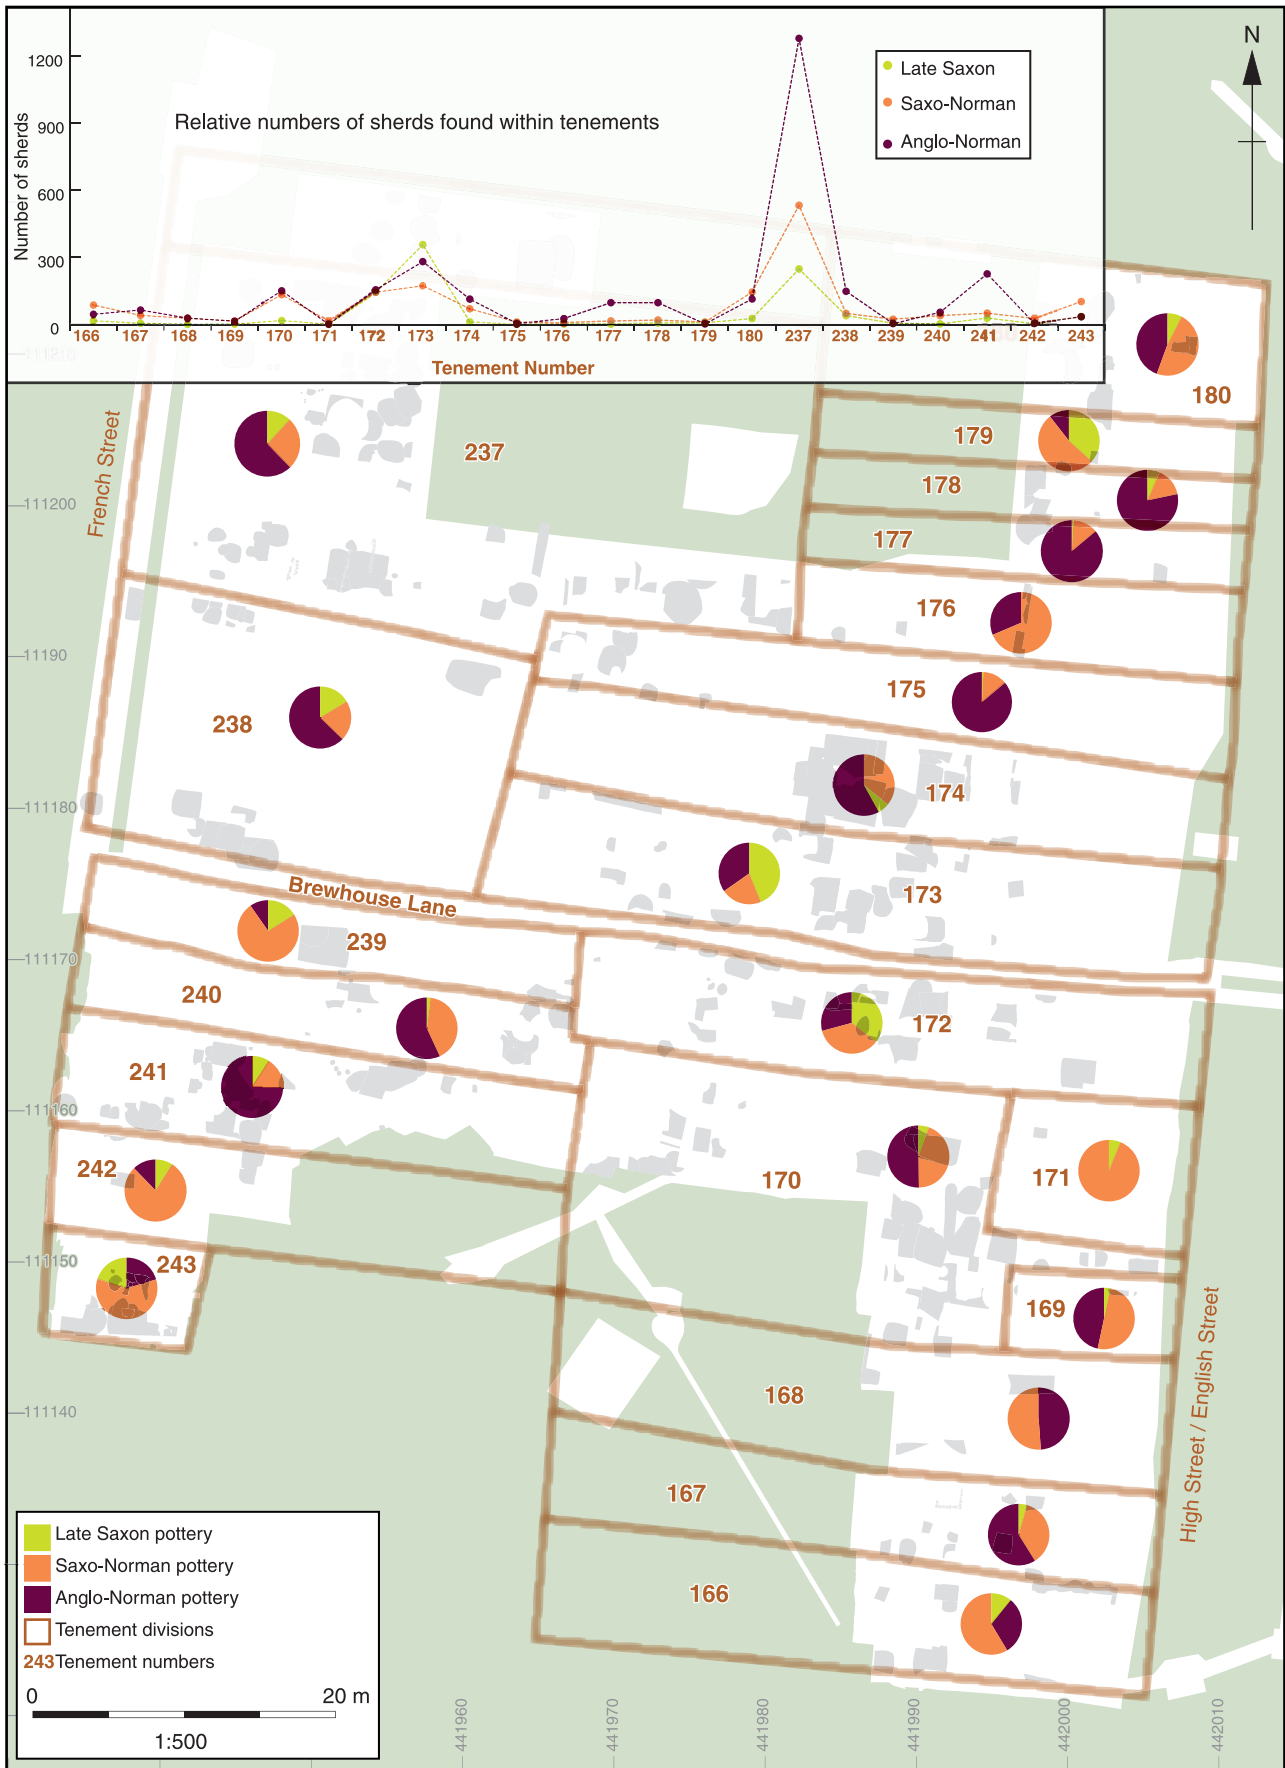 1200
900
600
300
0
Number of sherds
Relative numbers of sherds found within tenements
Late Saxon
Saxo-Norman
Anglo-Norman
N
166 167 168 169 170 171 172 173 174 175 176 177 178 179 180 237 238 239 240 241 242 243
Tenement Number
111210
180
French Street
237
179
178
111200
177
176
111190
175
238
174
111180
173
Brewhouse Lane
239
111170
240
172
241
111160
242
170
171
111150
243
169
High Street / English Street
168
111140
167
166
Late Saxon pottery
Saxo-Norman pottery
Anglo-Norman pottery
Tenement divisions
243 Tenement numbers
0 20 m
1:500
441960
441970
441980
441990
442000
442010